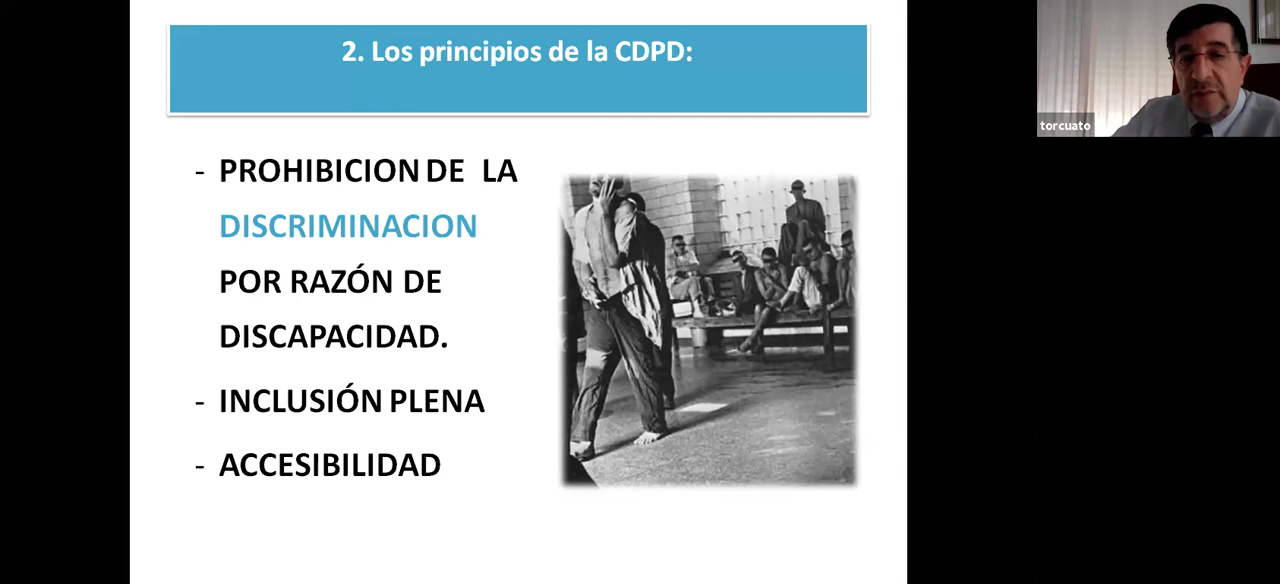 2. Los principios de la CDPD:
- PROHIBICION DE LA
DISCRIMINACION
POR RAZÓN DE
DISCAPACIDAD.
- INCLUSIÓN PLENA
- ACCESIBILIDAD
torcuato